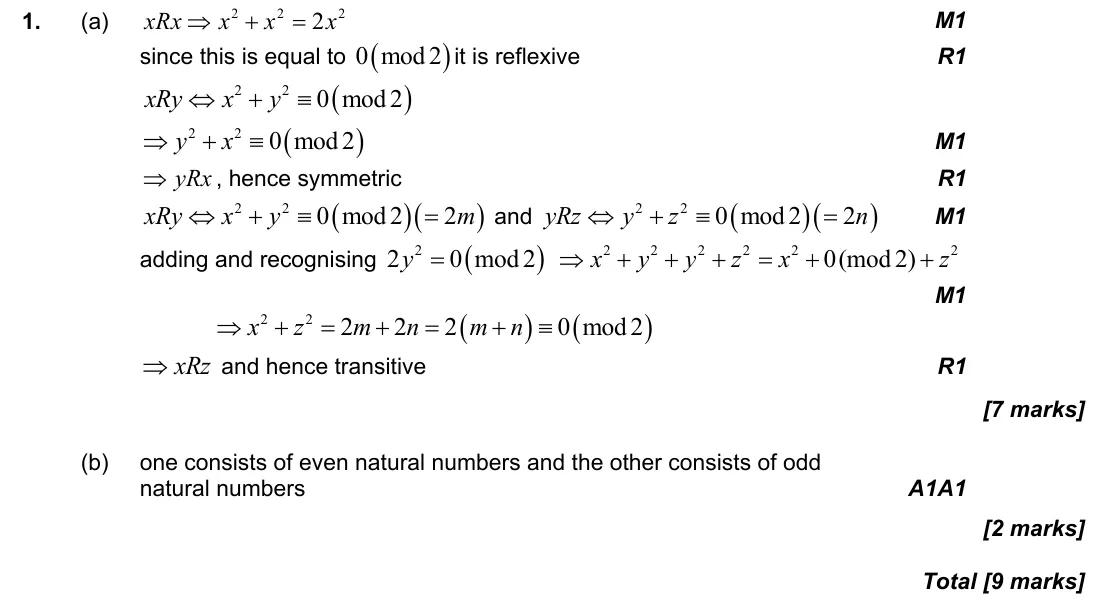 1. (a) xRx ⇒ x² + x² = 2x² M1
since this is equal to 0(mod 2) it is reflexive R1
xRy ⇔ x² + y² ≡ 0(mod 2)
⇒ y² + x² ≡ 0(mod 2) M1
⇒ yRx, hence symmetric R1
xRy ⇔ x² + y² ≡ 0(mod 2)(= 2m) and yRz ⇔ y² + z² ≡ 0(mod 2)(= 2n) M1
adding and recognising 2y² = 0(mod 2) ⇒ x² + y² + y² + z² = x² + 0(mod 2) + z²
M1
⇒ x² + z² = 2m + 2n = 2(m + n) ≡ 0(mod 2)
⇒ xRz and hence transitive R1
[7 marks]
(b) one consists of even natural numbers and the other consists of odd
natural numbers A1A1
[2 marks]
Total [9 marks]